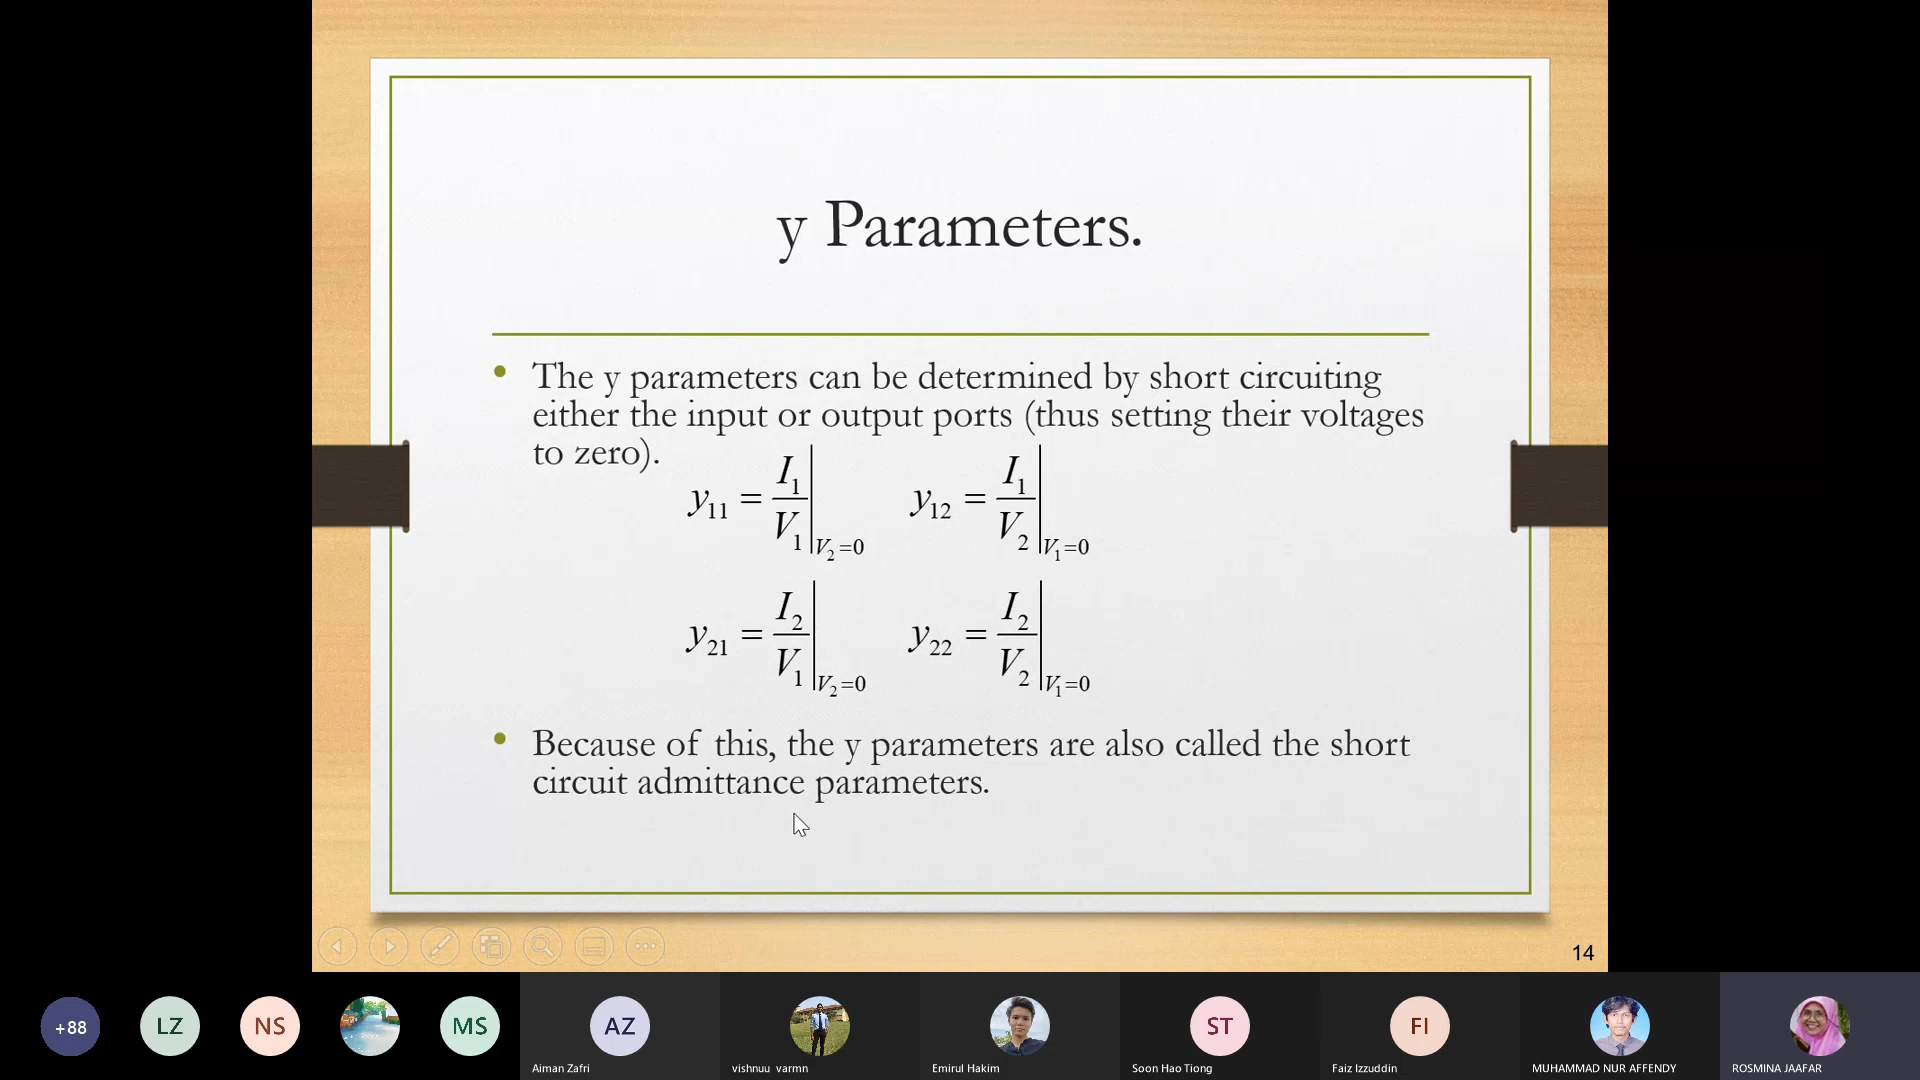 y Parameters.
• The y parameters can be determined by short circuiting
either the input or output ports (thus setting their voltages
to zero).
y₁₁ = I₁/V₁|V₂=0  y₁₂ = I₁/V₂|V₁=0
y₂₁ = I₂/V₁|V₂=0  y₂₂ = I₂/V₂|V₁=0
• Because of this, the y parameters are also called the short
circuit admittance parameters.
14
+88 LZ NS MS AZ ST FI
Aiman Zafri vishnuu varmn Emirul Hakim Soon Hao Tiong Faiz Izzuddin MUHAMMAD NUR AFFENDY ROSMINA JAAFAR